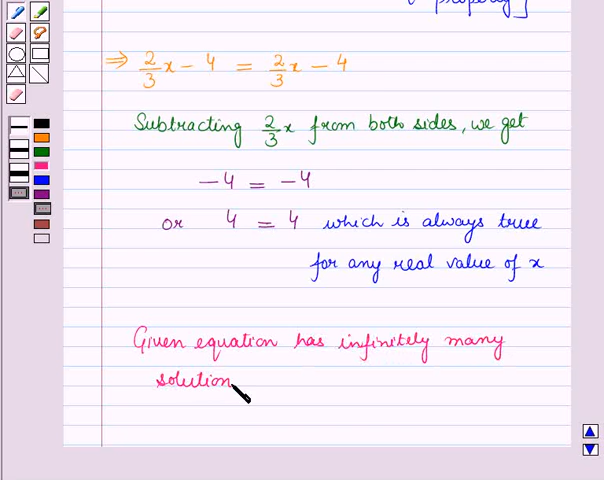 property]
⇒ 2/3 x - 4 = 2/3 x - 4
Subtracting 2/3 x from both sides, we get
-4 = -4
or 4 = 4 which is always true
for any real value of x
Given equation has infinitely many
solution